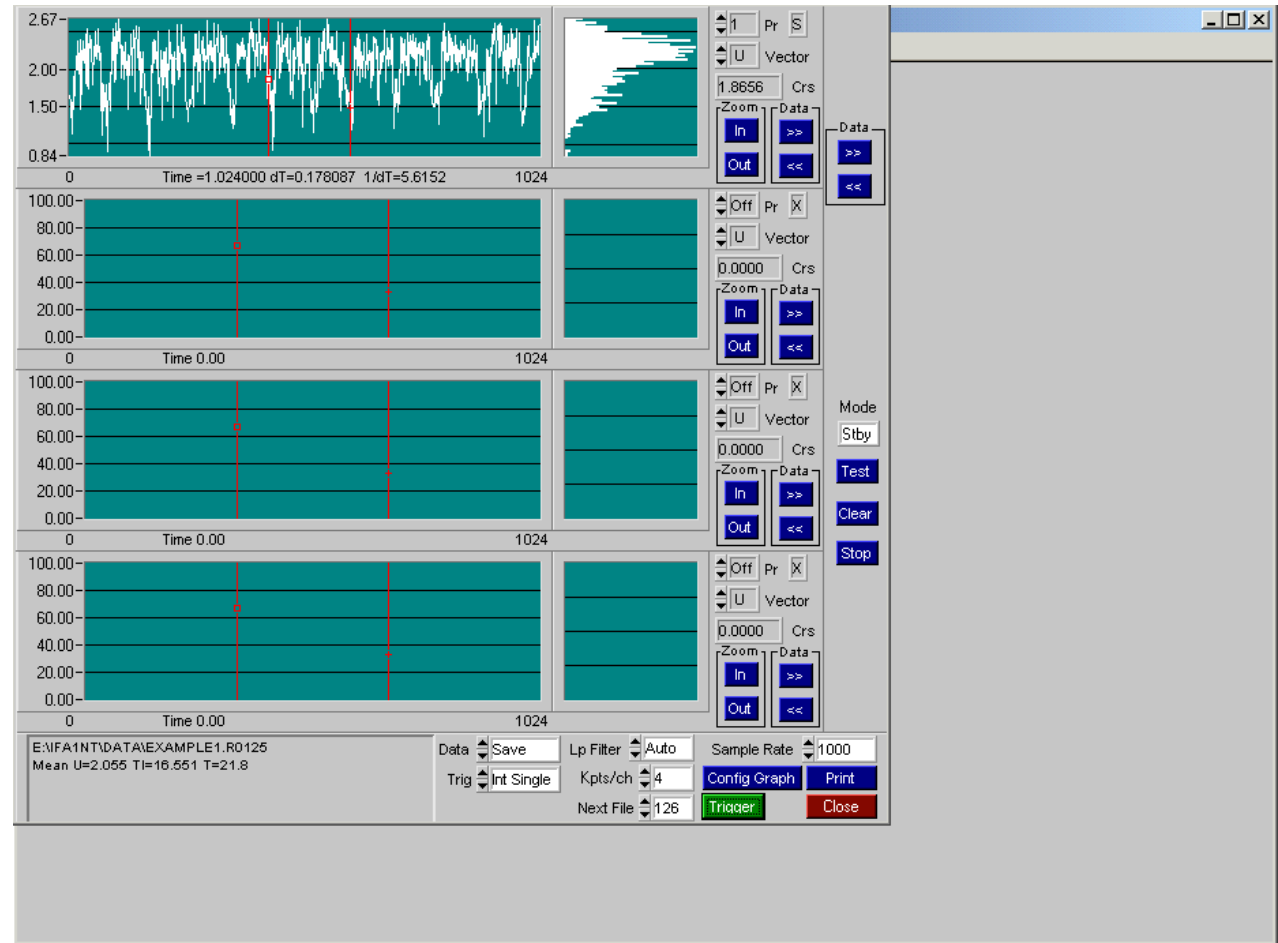 2.67
2.00
1.50
0.84
0 Time =1.024000 dT=0.178087 1/dT=5.6152 1024
1 Pr S
U Vector
1.8656 Crs
Zoom Data
In >>
Out <<
Data
>>
<<
100.00
80.00
60.00
40.00
20.00
0.00
0 Time 0.00 1024
Off Pr X
U Vector
0.0000 Crs
Zoom Data
In >>
Out <<
100.00
80.00
60.00
40.00
20.00
0.00
0 Time 0.00 1024
Off Pr X
U Vector
0.0000 Crs
Zoom Data
In >>
Out <<
Mode
Stby
Test
Clear
Stop
100.00
80.00
60.00
40.00
20.00
0.00
0 Time 0.00 1024
Off Pr X
U Vector
0.0000 Crs
Zoom Data
In >>
Out <<
E:\IFA1NT\DATA\EXAMPLE1.R0125
Mean U=2.055 TI=16.551 T=21.8
Data Save Lp Filter Auto Sample Rate 1000
Trig Int Single Kpts/ch 4 Config Graph Print
Next File 126 Trigger Close